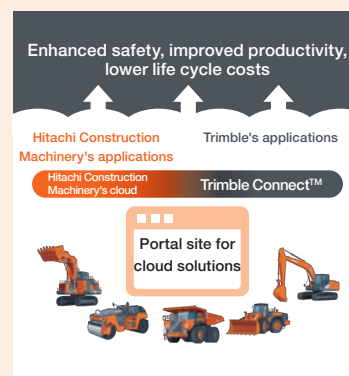 Enhanced safety, improved productivity,
lower life cycle costs
Hitachi Construction
Machinery's applications
Trimble's applications
Hitachi Construction
Machinery's cloud
Trimble Connect™
Portal site for
cloud solutions